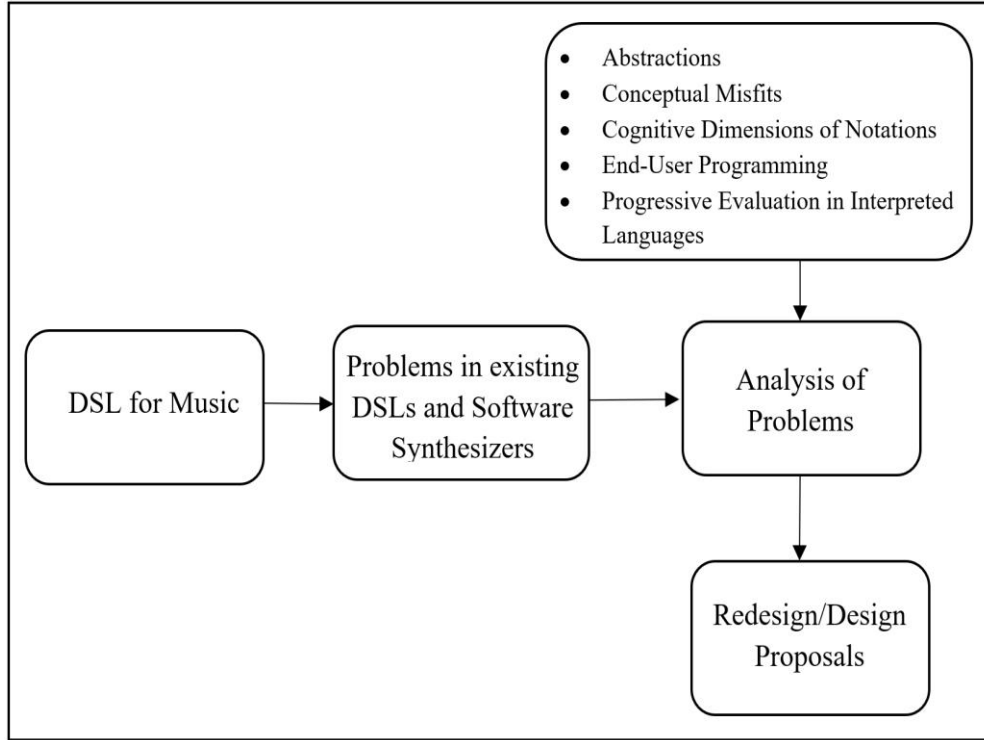 • Abstractions
• Conceptual Misfits
• Cognitive Dimensions of Notations
• End-User Programming
• Progressive Evaluation in Interpreted
Languages
DSL for Music
Problems in existing
DSLs and Software
Synthesizers
Analysis of
Problems
Redesign/Design
Proposals